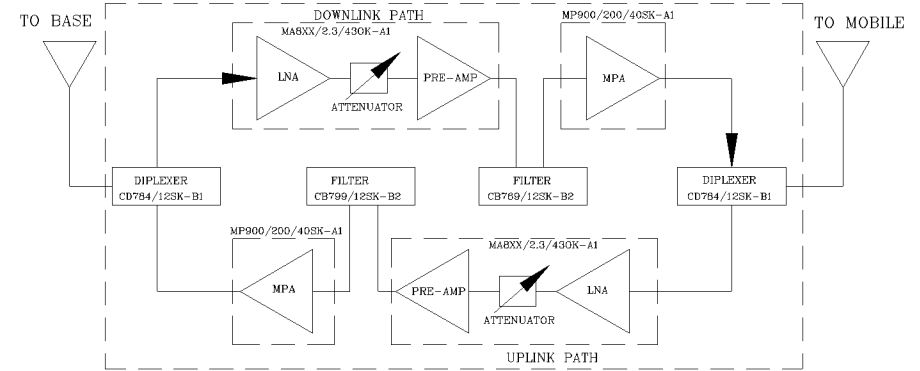 DOWNLINK PATH
MP900/200/40SK-A1
TO BASE
TO MOBILE
MA8XX/2.3/430K-A1
LNA
PRE-AMP
MPA
ATTENUATOR
DIPLEXER
CD784/12SK-B1
FILTER
CB799/12SK-B2
FILTER
CB769/12SK-B2
DIPLEXER
CD784/12SK-B1
MP900/200/40SK-A1
MA8XX/2.3/430K-A1
MPA
PRE-AMP
LNA
ATTENUATOR
UPLINK PATH